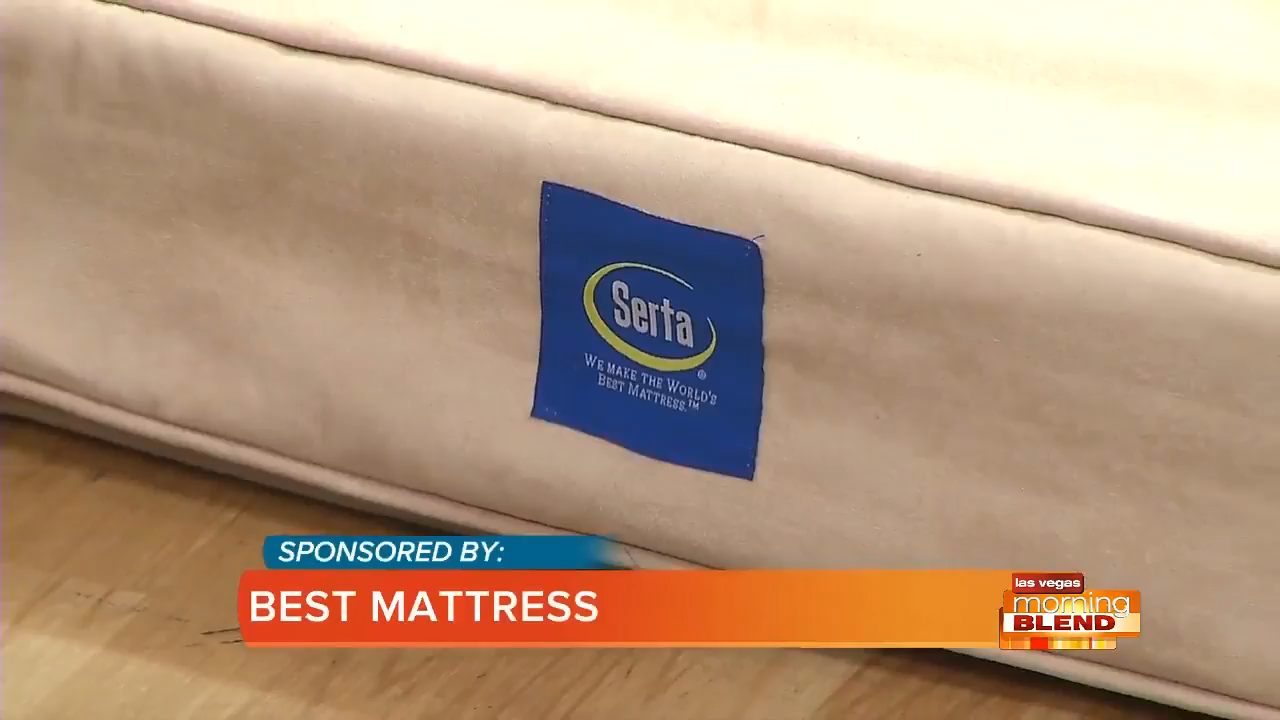 Serta
®
WE MAKE THE WORLD'S
BEST MATTRESS.™
SPONSORED BY:
BEST MATTRESS
las vegas
morning
BLEND